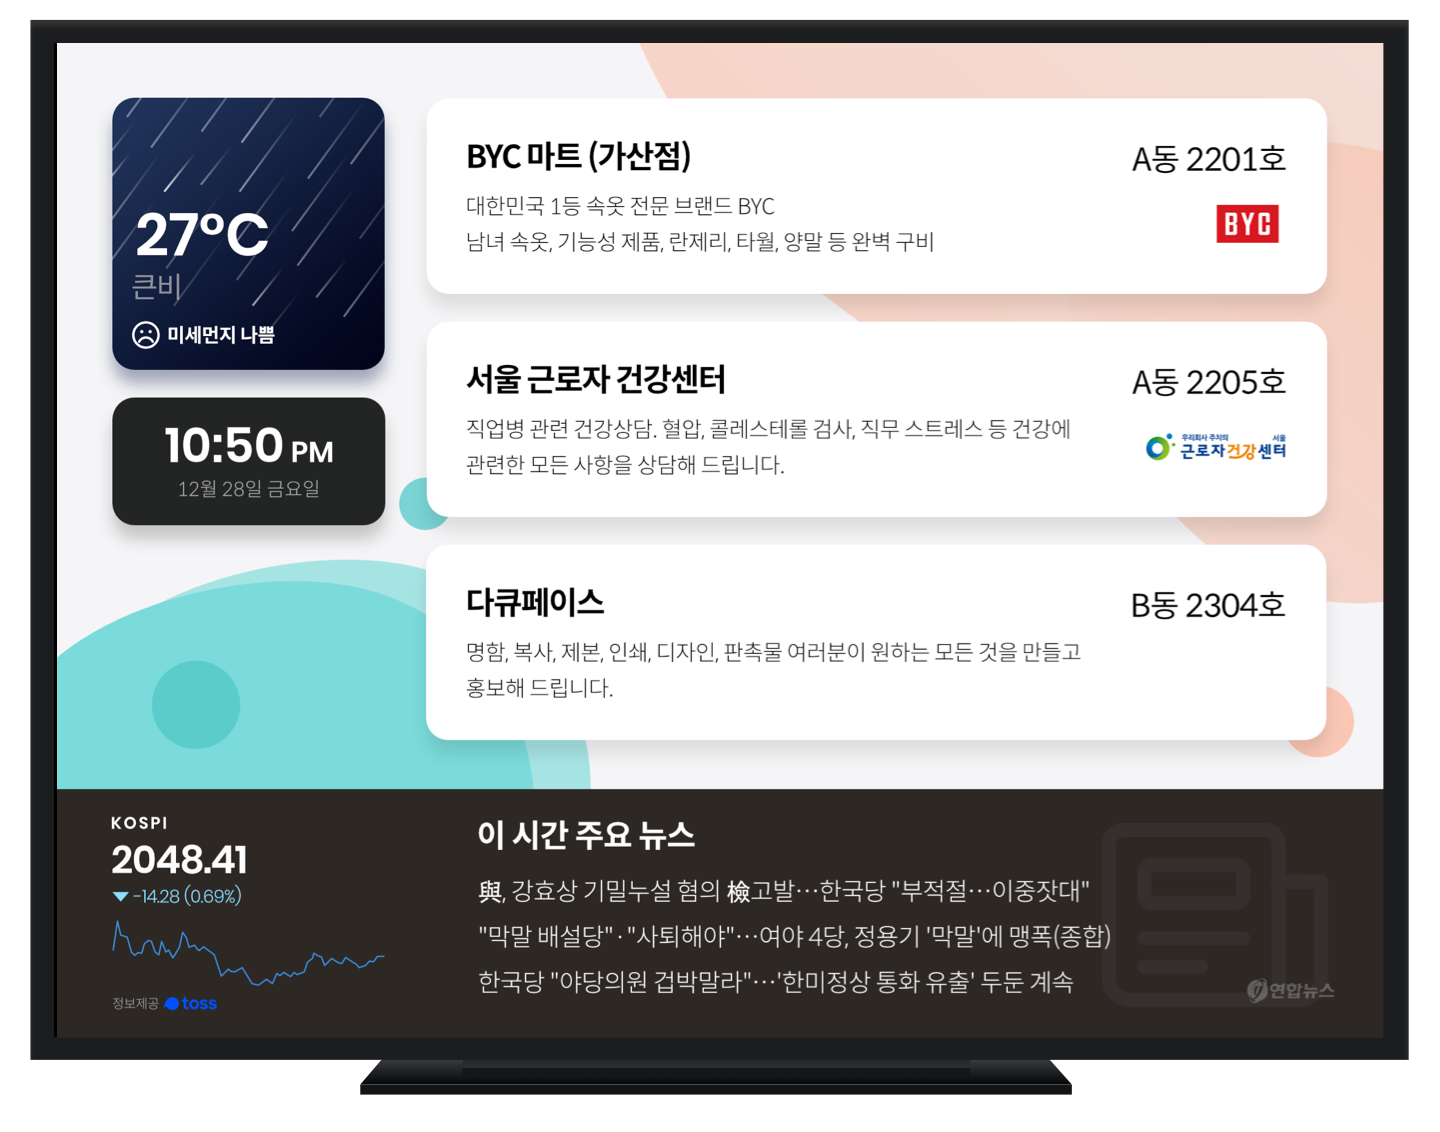 27°C
큰비
미세먼지 나쁨
10:50 PM
12월 28일 금요일
BYC 마트 (가산점)
A동 2201호
대한민국 1등 속옷 전문 브랜드 BYC
남녀 속옷, 기능성 제품, 란제리, 타월, 양말 등 완벽 구비
BYC
서울 근로자 건강센터
A동 2205호
직업병 관련 건강상담. 혈압, 콜레스테롤 검사, 직무 스트레스 등 건강에
관련한 모든 사항을 상담해 드립니다.
우리회사 주치의 서울
근로자건강센터
다큐페이스
B동 2304호
명함, 복사, 제본, 인쇄, 디자인, 판촉물 여러분이 원하는 모든 것을 만들고
홍보해 드립니다.
KOSPI
2048.41
▼ -14.28 (0.69%)
정보제공 toss
이 시간 주요 뉴스
與, 강효상 기밀누설 혐의 檢고발…한국당 "부적절…이중잣대"
"막말 배설당"·"사퇴해야"…여야 4당, 정용기 '막말'에 맹폭(종합)
한국당 "야당의원 겁박말라"…'한미정상 통화 유출' 두둔 계속
연합뉴스